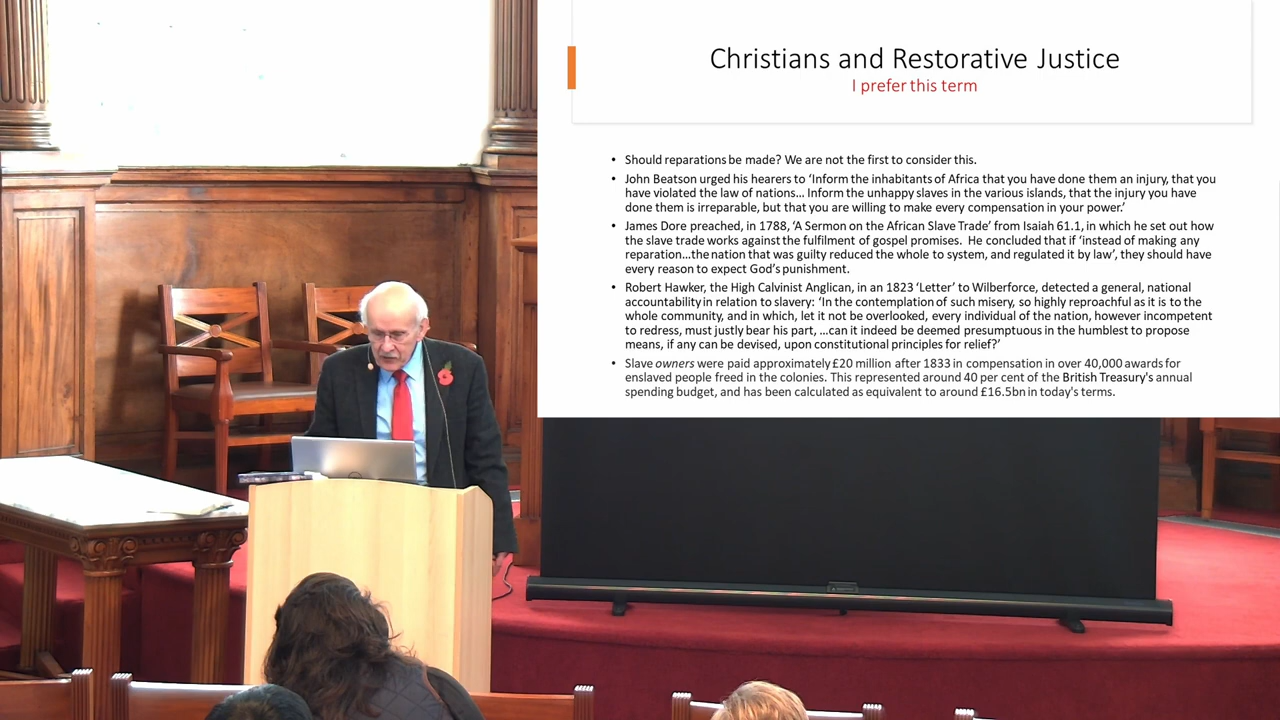 Christians and Restorative Justice
I prefer this term
• Should reparations be made? We are not the first to consider this.
• John Beatson urged his hearers to ‘Inform the inhabitants of Africa that you have done them an injury, that you
have violated the law of nations... Inform the unhappy slaves in the various islands, that the injury you have
done them is irreparable, but that you are willing to make every compensation in your power.’
• James Dore preached, in 1788, ‘A Sermon on the African Slave Trade’ from Isaiah 61.1, in which he set out how
the slave trade works against the fulfilment of gospel promises. He concluded that if ‘instead of making any
reparation...the nation that was guilty reduced the whole to system, and regulated it by law’, they should have
every reason to expect God’s punishment.
• Robert Hawker, the High Calvinist Anglican, in an 1823 ‘Letter’ to Wilberforce, detected a general, national
accountability in relation to slavery: ‘In the contemplation of such misery, so highly reproachful as it is to the
whole community, and in which, let it not be overlooked, every individual of the nation, however incompetent
to redress, must justly bear his part, ...can it indeed be deemed presumptuous in the humblest to propose
means, if any can be devised, upon constitutional principles for relief?’
• Slave owners were paid approximately £20 million after 1833 in compensation in over 40,000 awards for
enslaved people freed in the colonies. This represented around 40 per cent of the British Treasury's annual
spending budget, and has been calculated as equivalent to around £16.5bn in today's terms.